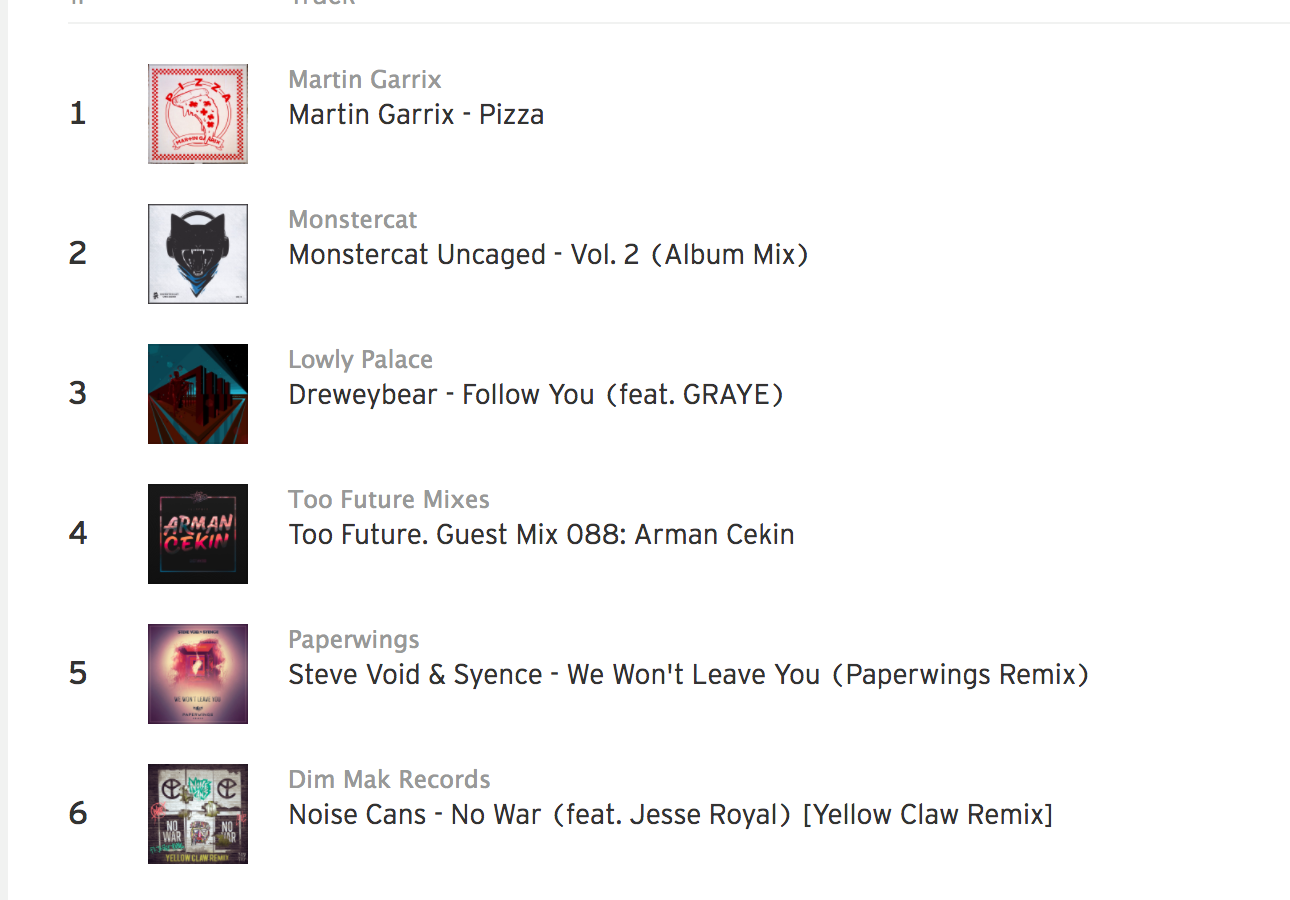 Track
1
PIZZA
Martin Garrix
Martin Garrix - Pizza
2
Monstercat
Monstercat Uncaged - Vol. 2 (Album Mix)
3
Lowly Palace
Dreweybear - Follow You (feat. GRAYE)
4
ARMAN
CEKIN
Too Future Mixes
Too Future. Guest Mix 088: Arman Cekin
5
WE WON'T LEAVE YOU
PAPERWINGS
Paperwings
Steve Void & Syence - We Won't Leave You (Paperwings Remix)
6
NO WAR
NO WAR
YELLOW CLAW REMIX
Dim Mak Records
Noise Cans - No War (feat. Jesse Royal) [Yellow Claw Remix]